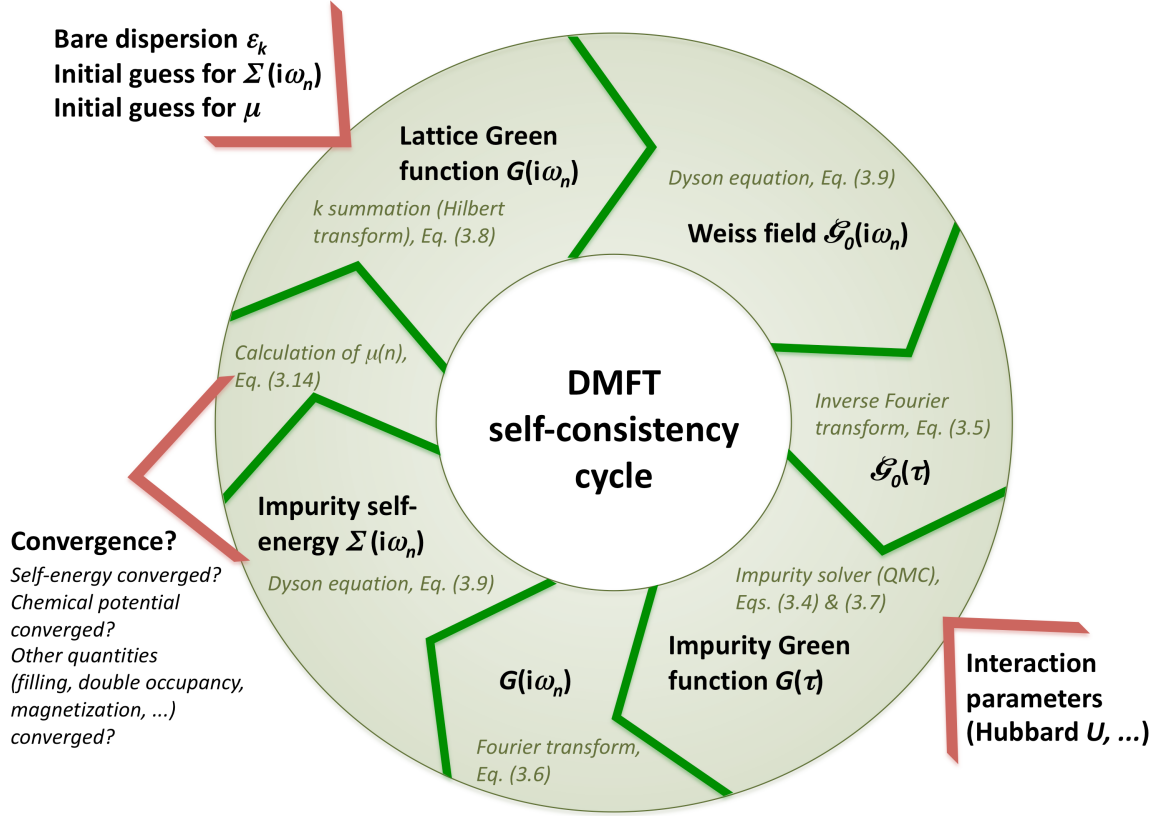 Bare dispersion εk
Initial guess for Σ(iωn)
Initial guess for μ
Lattice Green
function G(iωn)
k summation (Hilbert
transform), Eq. (3.8)
Dyson equation, Eq. (3.9)
Weiss field 𝒢0(iωn)
Inverse Fourier
transform, Eq. (3.5)
𝒢0(τ)
Impurity solver (QMC),
Eqs. (3.4) & (3.7)
Impurity Green
function G(τ)
Interaction
parameters
(Hubbard U, ...)
G(iωn)
Fourier transform,
Eq. (3.6)
Impurity self-
energy Σ(iωn)
Dyson equation, Eq. (3.9)
Calculation of μ(n),
Eq. (3.14)
Convergence?
Self-energy converged?
Chemical potential
converged?
Other quantities
(filling, double occupancy,
magnetization, ...)
converged?
DMFT
self-consistency
cycle